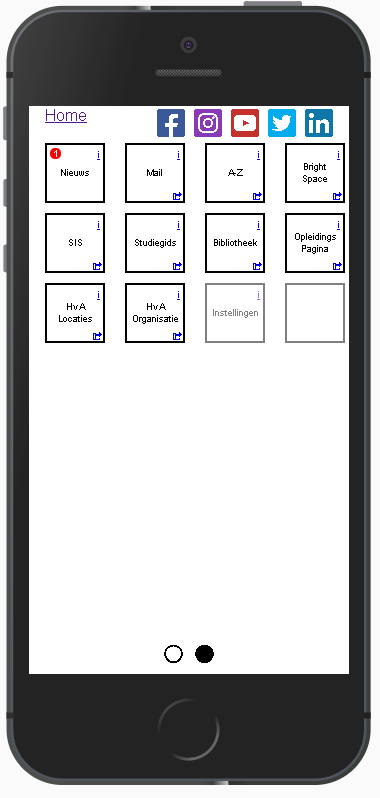 Home
1
i
Nieuws
i
Mail
i
A-Z
i
Bright
Space
i
SIS
i
Studiegids
i
Bibliotheek
i
Opleidings
Pagina
i
HvA
Locaties
i
HvA
Organisatie
i
Instellingen